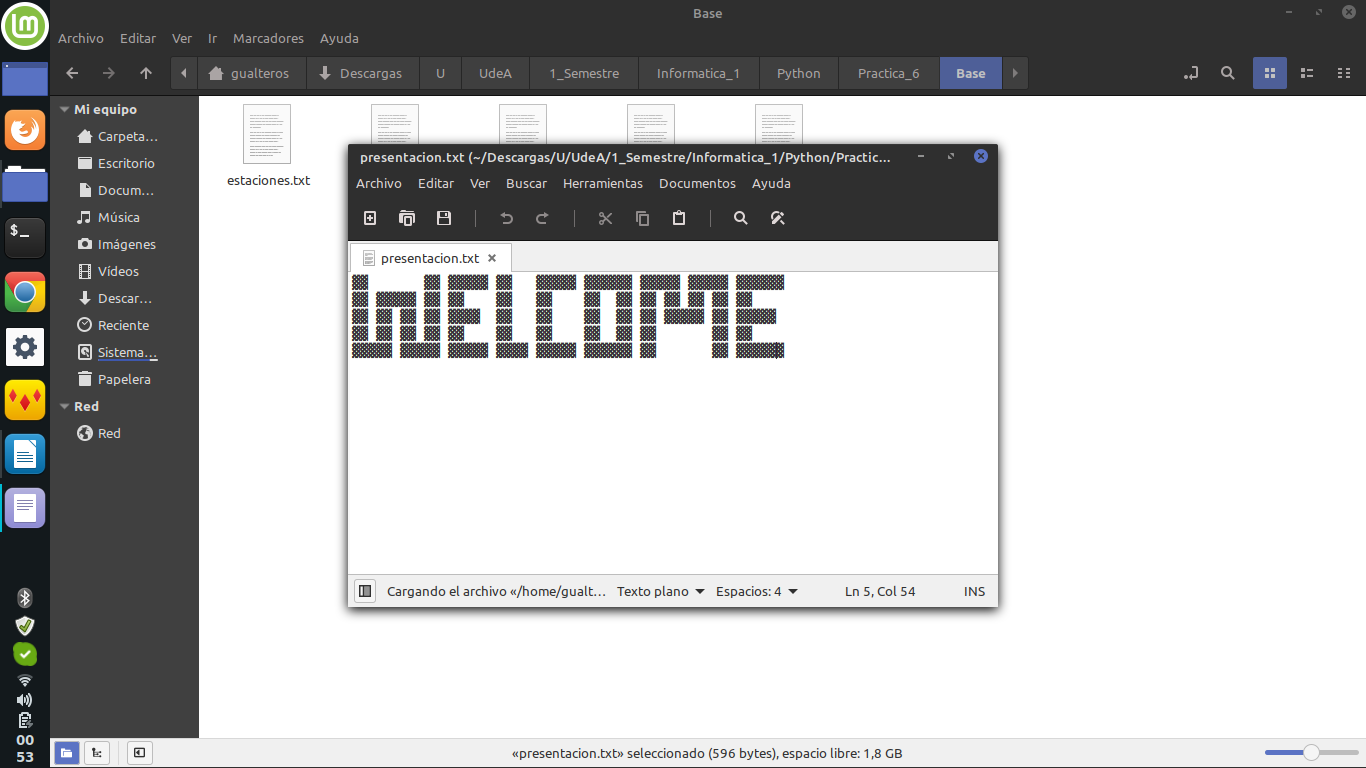 Base
Archivo Editar Ver Ir Marcadores Ayuda
gualteros Descargas U UdeA 1_Semestre Informatica_1 Python Practica_6 Base
Mi equipo
Carpeta...
Escritorio
Docum...
Música
Imágenes
Vídeos
Descar...
Reciente
Sistema...
Papelera
Red
Red
estaciones.txt
presentacion.txt (~/Descargas/U/UdeA/1_Semestre/Informatica_1/Python/Practic...
Archivo Editar Ver Buscar Herramientas Documentos Ayuda
presentacion.txt
WELCOME
Cargando el archivo «/home/gualt... Texto plano Espacios: 4 Ln 5, Col 54 INS
00
53
«presentacion.txt» seleccionado (596 bytes), espacio libre: 1,8 GB